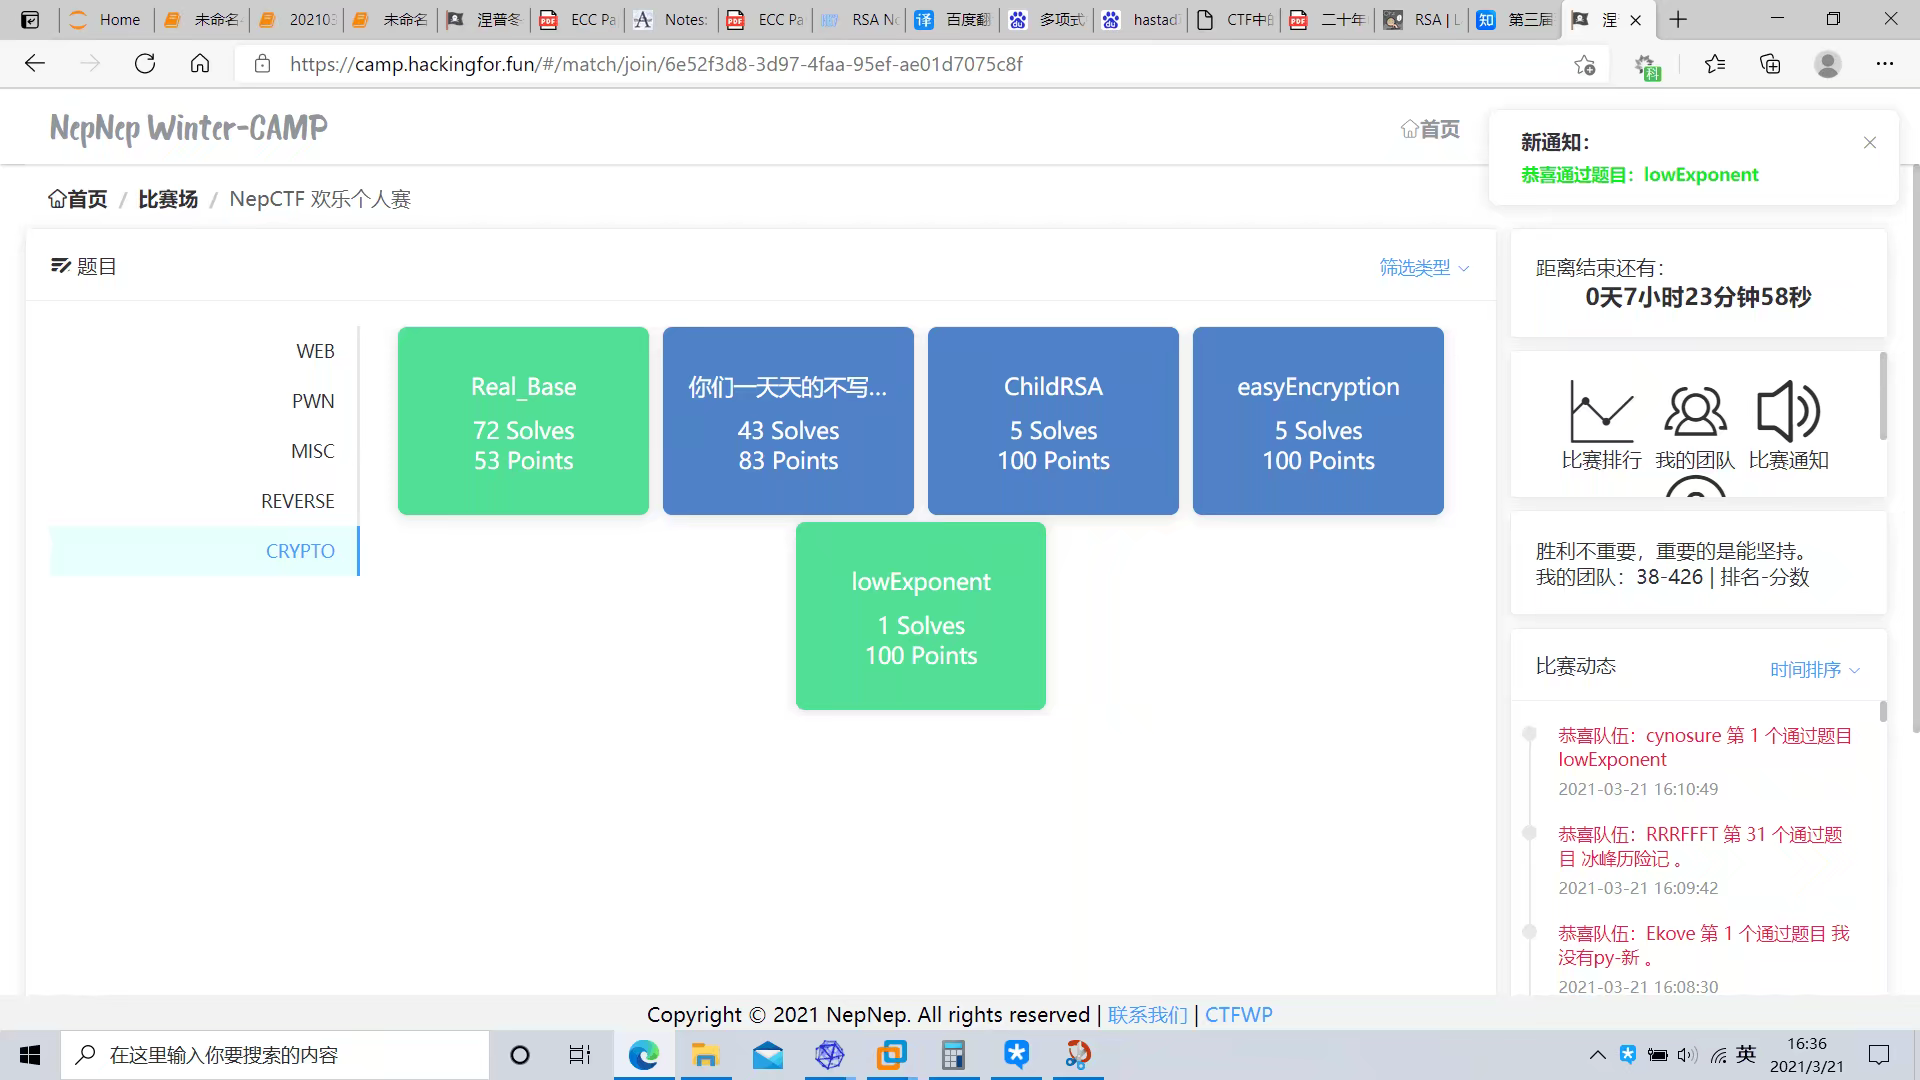 Home
未命名
202103
未命名
涅普冬
ECC Pa
Notes:
ECC Pa
RSA No
百度翻
多项式
hastad
CTF中的
二十年
RSA | L
第三届
涅
https://camp.hackingfor.fun/#/match/join/6e52f3d8-3d97-4faa-95ef-ae01d7075c8f
NepNep Winter-CAMP
首页
新通知：
恭喜通过题目：lowExponent
首页 / 比赛场 / NepCTF 欢乐个人赛
题目
筛选类型
WEB
PWN
MISC
REVERSE
CRYPTO
Real_Base
72 Solves
53 Points
你们一天天的不写...
43 Solves
83 Points
ChildRSA
5 Solves
100 Points
easyEncryption
5 Solves
100 Points
lowExponent
1 Solves
100 Points
距离结束还有：
0天7小时23分钟58秒
比赛排行
我的团队
比赛通知
胜利不重要，重要的是能坚持。
我的团队：38-426 | 排名-分数
比赛动态
时间排序
恭喜队伍：cynosure 第 1 个通过题目
lowExponent
2021-03-21 16:10:49
恭喜队伍：RRRFFFT 第 31 个通过题
目 冰峰历险记 。
2021-03-21 16:09:42
恭喜队伍：Ekove 第 1 个通过题目 我
没有py-新 。
2021-03-21 16:08:30
Copyright © 2021 NepNep. All rights reserved | 联系我们 | CTFWP
在这里输入你要搜索的内容
英
16:36
2021/3/21